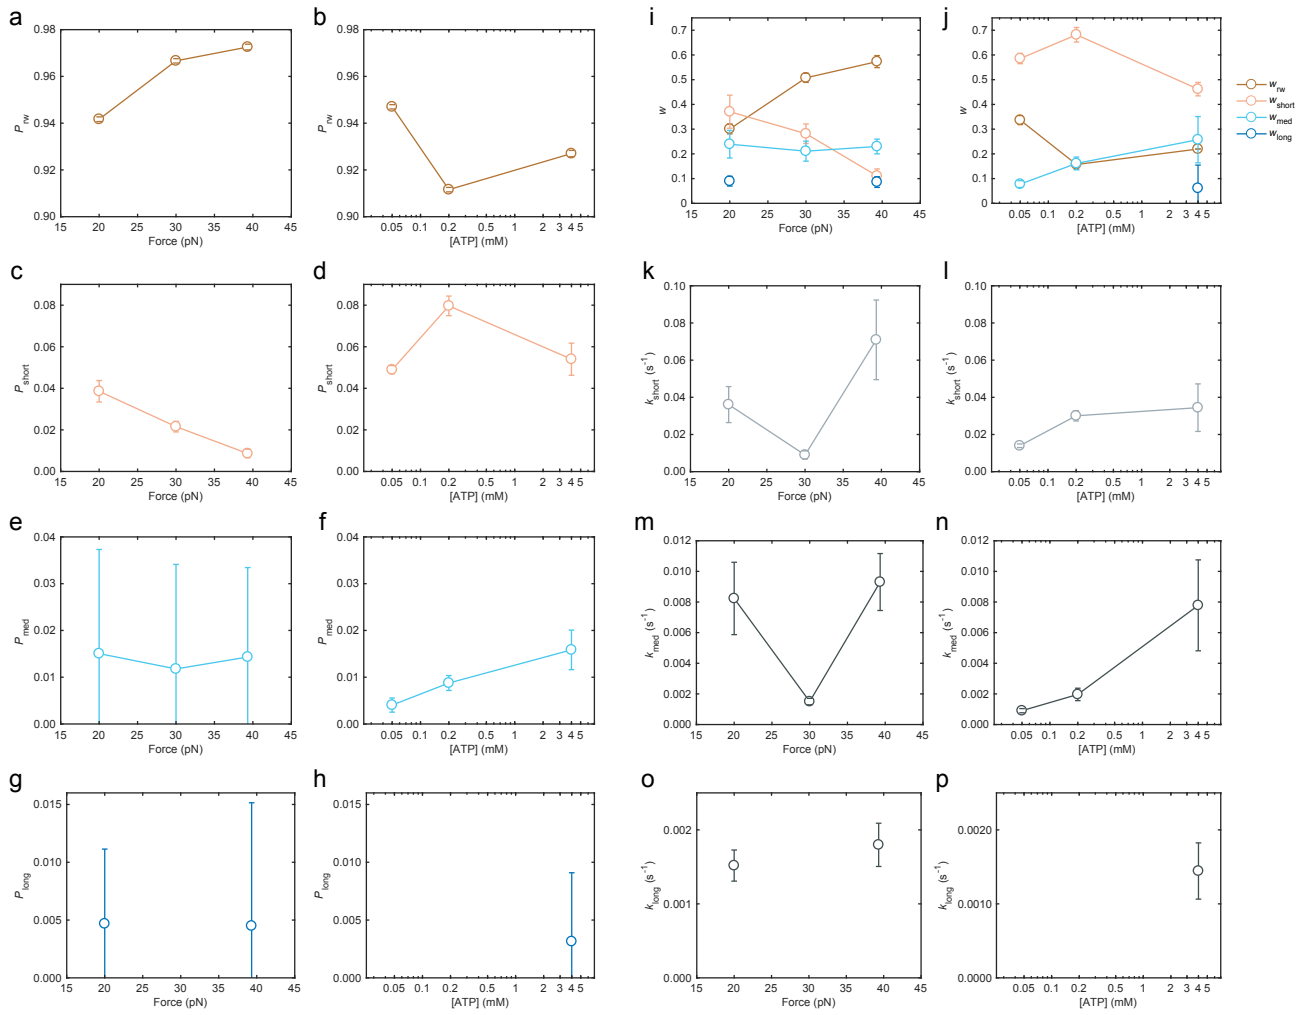 a
0.98
0.96
0.94
0.92
0.90
P_rw
15 20 25 30 35 40 45
Force (pN)
b
0.98
0.96
0.94
0.92
0.90
P_rw
0.05 0.1 0.2 1 2 3 4 5
[ATP] (mM)
i
0.7
0.6
0.5
0.4
0.3
0.2
0.1
0
w
15 20 25 30 35 40 45
Force (pN)
j
0.7
0.6
0.5
0.4
0.3
0.2
0.1
0
w
0.05 0.1 0.2 1 2 3 4 5
[ATP] (mM)
w_rw
w_short
w_med
w_long
c
0.08
0.06
0.04
0.02
0.00
P_short
15 20 25 30 35 40 45
Force (pN)
d
0.08
0.06
0.04
0.02
0.00
P_short
0.05 0.1 0.2 1 2 3 4 5
[ATP] (mM)
k
0.10
0.08
0.06
0.04
0.02
0.00
k_short (s⁻¹)
15 20 25 30 35 40 45
Force (pN)
l
0.10
0.08
0.06
0.04
0.02
0.00
k_short (s⁻¹)
0.05 0.1 0.2 1 2 3 4 5
[ATP] (mM)
e
0.04
0.03
0.02
0.01
0.00
P_med
15 20 25 30 35 40 45
Force (pN)
f
0.04
0.03
0.02
0.01
0.00
P_med
0.05 0.1 0.2 1 2 3 4 5
[ATP] (mM)
m
0.012
0.010
0.008
0.006
0.004
0.002
0.000
k_med (s⁻¹)
15 20 25 30 35 40 45
Force (pN)
n
0.012
0.010
0.008
0.006
0.004
0.002
0.000
k_med (s⁻¹)
0.05 0.1 0.2 1 2 3 4 5
[ATP] (mM)
g
0.015
0.010
0.005
0.000
P_long
15 20 25 30 35 40 45
Force (pN)
h
0.015
0.010
0.005
0.000
P_long
0.05 0.1 0.2 1 2 3 4 5
[ATP] (mM)
o
0.002
0.001
0.000
k_long (s⁻¹)
15 20 25 30 35 40 45
Force (pN)
p
0.0020
0.0010
0.0000
k_long (s⁻¹)
0.05 0.1 0.2 1 2 3 4 5
[ATP] (mM)